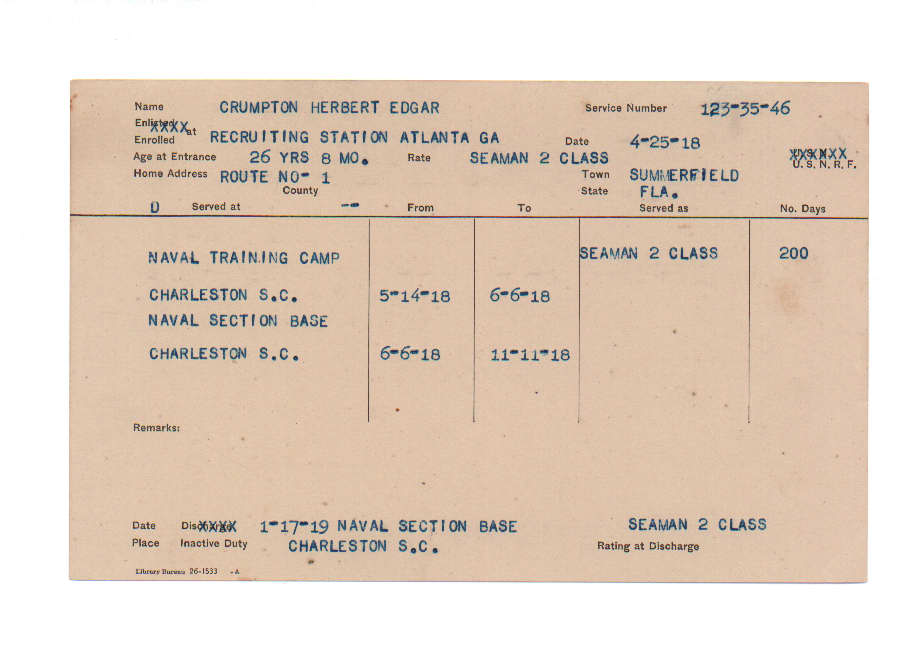 Name CRUMPTON HERBERT EDGAR Service Number 123-35-46
Enlisted
Enrolled at RECRUITING STATION ATLANTA GA Date 4-25-18
Age at Entrance 26 YRS 8 MO. Rate SEAMAN 2 CLASS U. S. N. R. F.
Home Address ROUTE NO- 1 Town SUMMERFIELD
County State FLA.
O Served at -- From To Served as No. Days
NAVAL TRAINING CAMP SEAMAN 2 CLASS 200
CHARLESTON S.C. 5-14-18 6-6-18
NAVAL SECTION BASE
CHARLESTON S.C. 6-6-18 11-11-18
Remarks:
Date 1-17-19 NAVAL SECTION BASE SEAMAN 2 CLASS
Place Inactive Duty CHARLESTON S.C. Rating at Discharge
Library Bureau 26-1533 -A